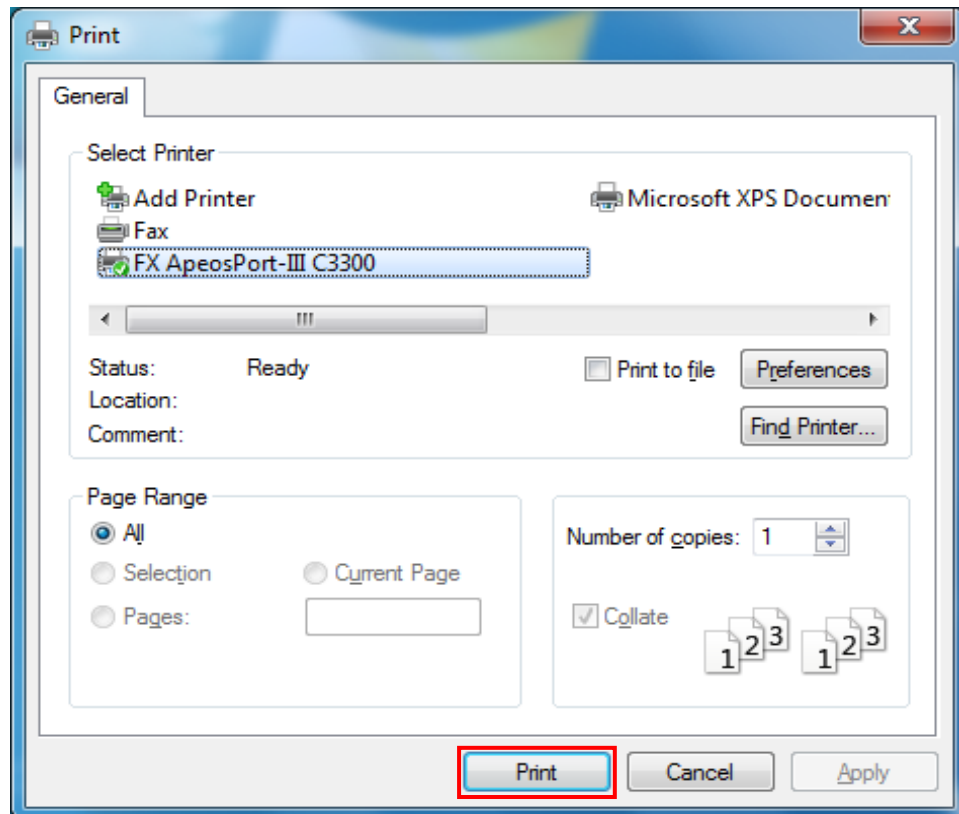 Print
General
Select Printer
Add Printer
Microsoft XPS Documen
Fax
FX ApeosPort-III C3300
Status: Ready
Print to file
Preferences
Location:
Comment:
Find Printer...
Page Range
All
Number of copies: 1
Selection
Current Page
Pages:
Collate
1 2 3 1 2 3
Print
Cancel
Apply